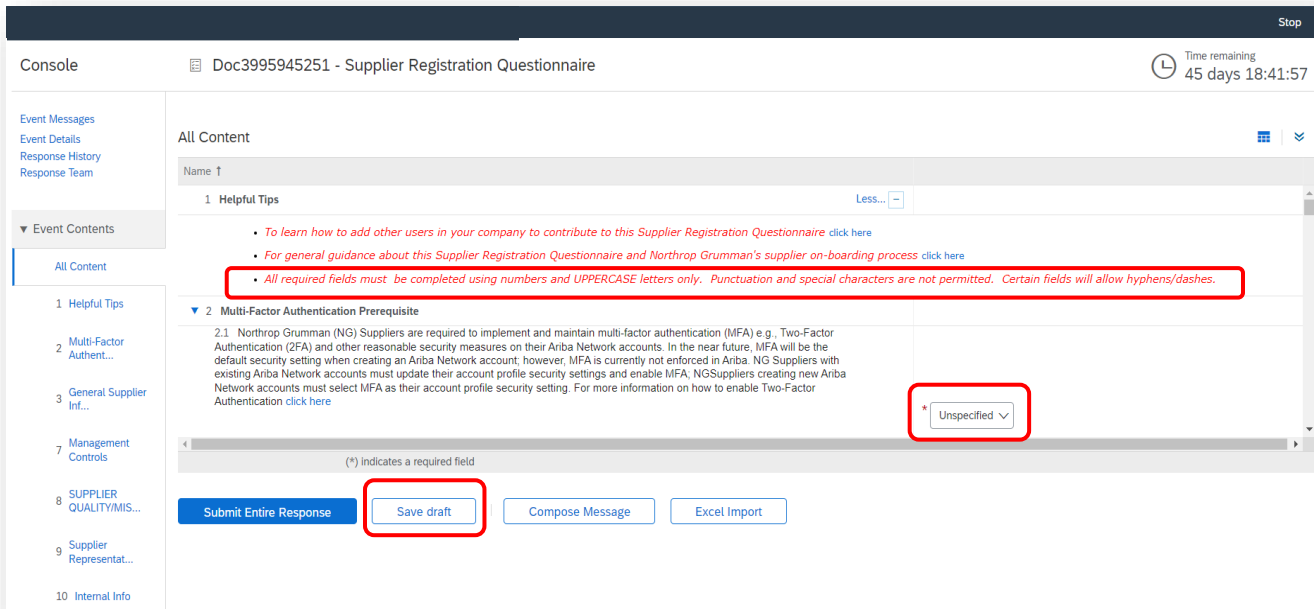 Stop
Console
Doc3995945251 - Supplier Registration Questionnaire
Time remaining
45 days 18:41:57
Event Messages
Event Details
Response History
Response Team
▼ Event Contents
All Content
1 Helpful Tips
2 Multi-Factor Authent...
3 General Supplier Inf...
7 Management Controls
8 SUPPLIER QUALITY/MIS...
9 Supplier Representat...
10 Internal Info
All Content
Name ↑
1 Helpful Tips
Less... −
• To learn how to add other users in your company to contribute to this Supplier Registration Questionnaire click here
• For general guidance about this Supplier Registration Questionnaire and Northrop Grumman's supplier on-boarding process click here
• All required fields must be completed using numbers and UPPERCASE letters only. Punctuation and special characters are not permitted. Certain fields will allow hyphens/dashes.
▼ 2 Multi-Factor Authentication Prerequisite
2.1 Northrop Grumman (NG) Suppliers are required to implement and maintain multi-factor authentication (MFA) e.g., Two-Factor
Authentication (2FA) and other reasonable security measures on their Ariba Network accounts. In the near future, MFA will be the
default security setting when creating an Ariba Network account; however, MFA is currently not enforced in Ariba. NG Suppliers with
existing Ariba Network accounts must update their account profile security settings and enable MFA; NGSuppliers creating new Ariba
Network accounts must select MFA as their account profile security setting. For more information on how to enable Two-Factor
Authentication click here
* Unspecified
(*) indicates a required field
Submit Entire Response
Save draft
Compose Message
Excel Import